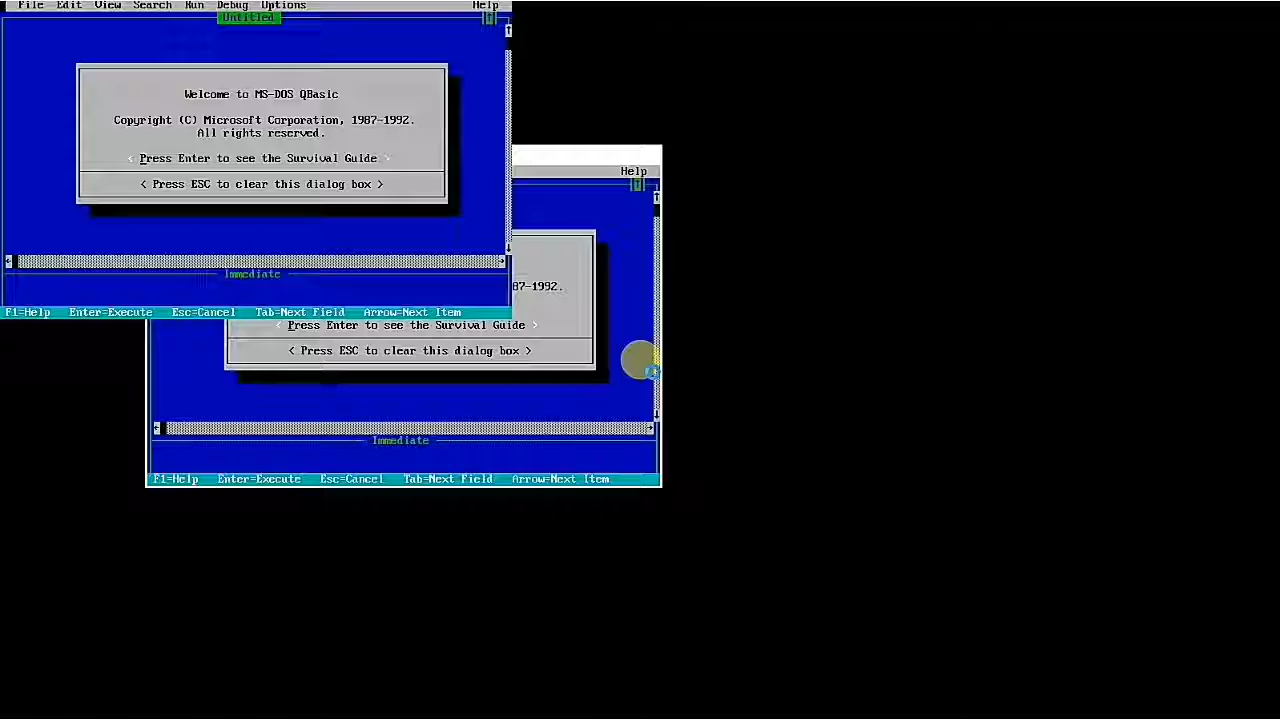 File Edit View Search Run Debug Options Help
Untitled
Welcome to MS-DOS QBasic
Copyright (C) Microsoft Corporation, 1987-1992.
All rights reserved.
< Press Enter to see the Survival Guide >
< Press ESC to clear this dialog box >
Immediate
F1=Help Enter=Execute Esc=Cancel Tab=Next Field Arrow=Next Item
Help
87-1992.
< Press Enter to see the Survival Guide >
< Press ESC to clear this dialog box >
Immediate
F1=Help Enter=Execute Esc=Cancel Tab=Next Field Arrow=Next Item